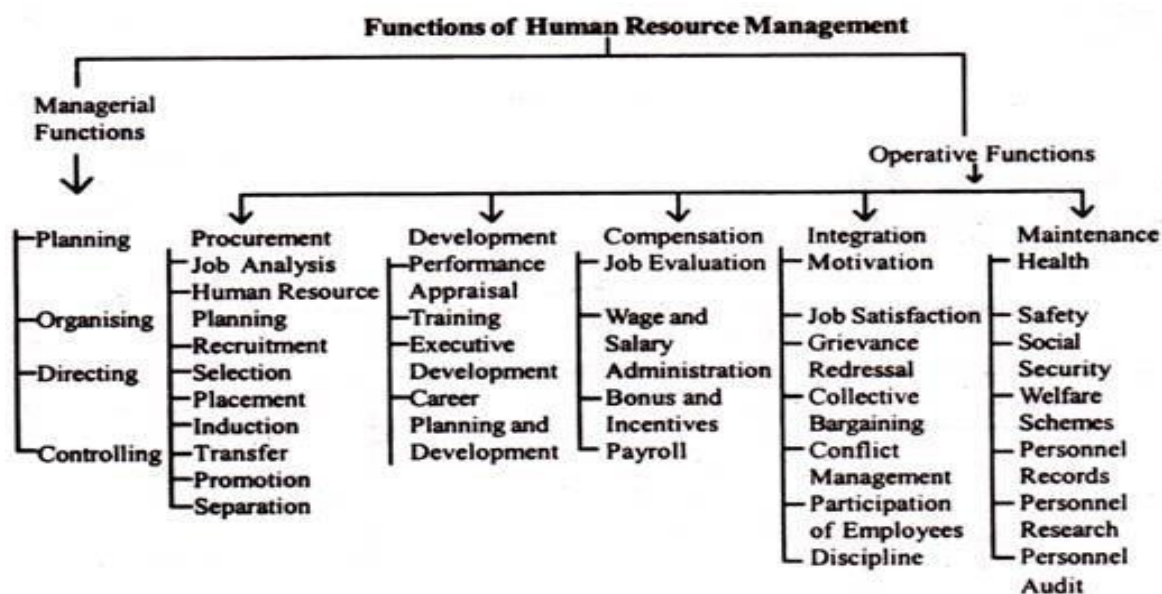 Functions of Human Resource Management
Managerial
Functions
Operative Functions
Planning
Organising
Directing
Controlling
Procurement
Job Analysis
Human Resource
Planning
Recruitment
Selection
Placement
Induction
Transfer
Promotion
Separation
Development
Performance
Appraisal
Training
Executive
Development
Career
Planning and
Development
Compensation
Job Evaluation
Wage and
Salary
Administration
Bonus and
Incentives
Payroll
Integration
Motivation
Job Satisfaction
Grievance
Redressal
Collective
Bargaining
Conflict
Management
Participation
of Employees
Discipline
Maintenance
Health
Safety
Social
Security
Welfare
Schemes
Personnel
Records
Personnel
Research
Personnel
Audit